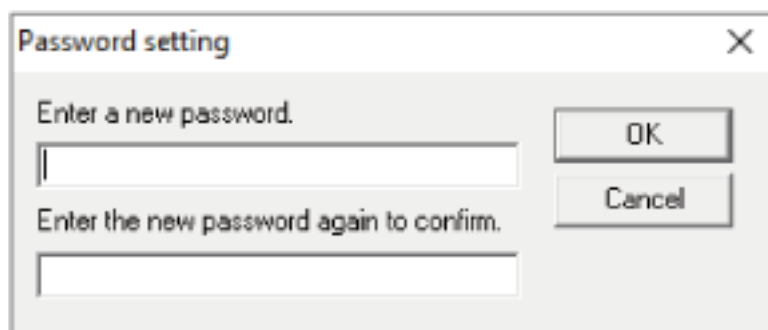 Password setting
Enter a new password.
OK
Cancel
Enter the new password again to confirm.